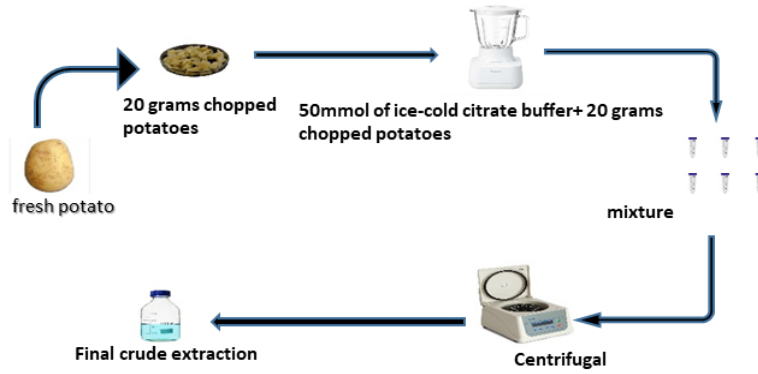 20 grams chopped
potatoes
50mmol of ice-cold citrate buffer+ 20 grams
chopped potatoes
fresh potato
mixture
Final crude extraction
Centrifugal